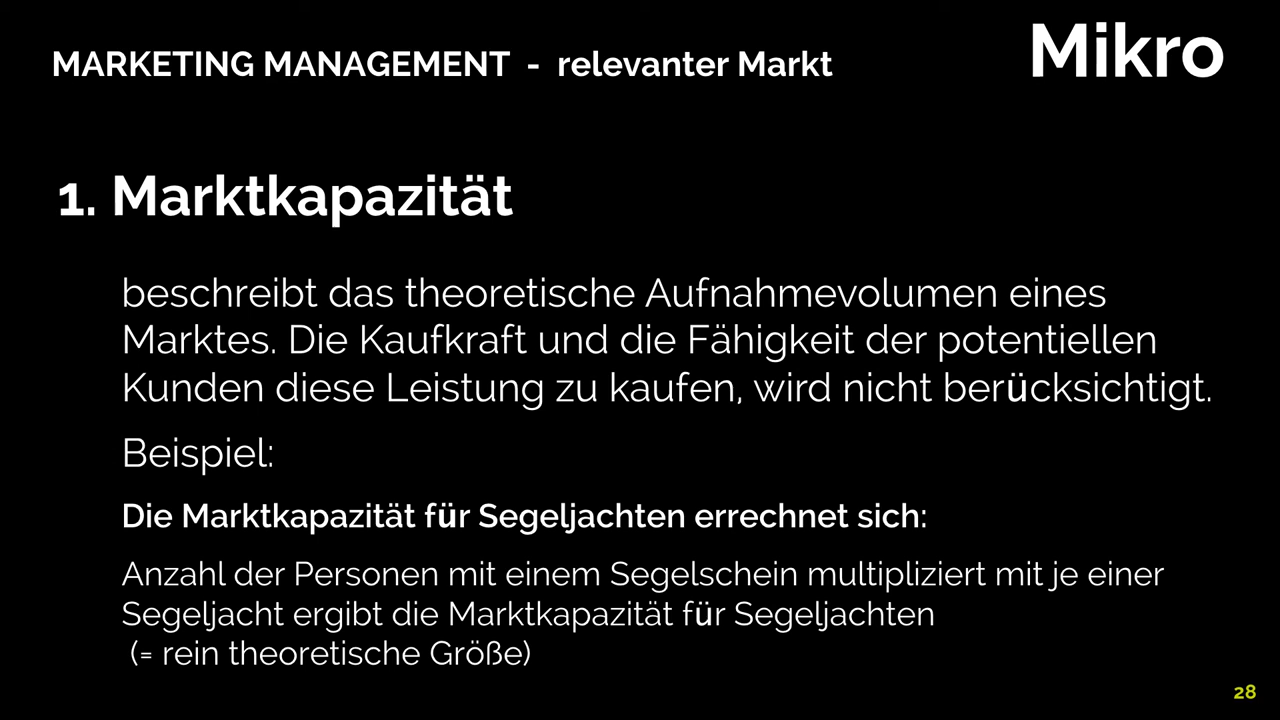 MARKETING MANAGEMENT - relevanter Markt
Mikro
1. Marktkapazität
beschreibt das theoretische Aufnahmevolumen eines
Marktes. Die Kaufkraft und die Fähigkeit der potentiellen
Kunden diese Leistung zu kaufen, wird nicht berücksichtigt.
Beispiel:
Die Marktkapazität für Segeljachten errechnet sich:
Anzahl der Personen mit einem Segelschein multipliziert mit je einer
Segeljacht ergibt die Marktkapazität für Segeljachten
(= rein theoretische Größe)
28